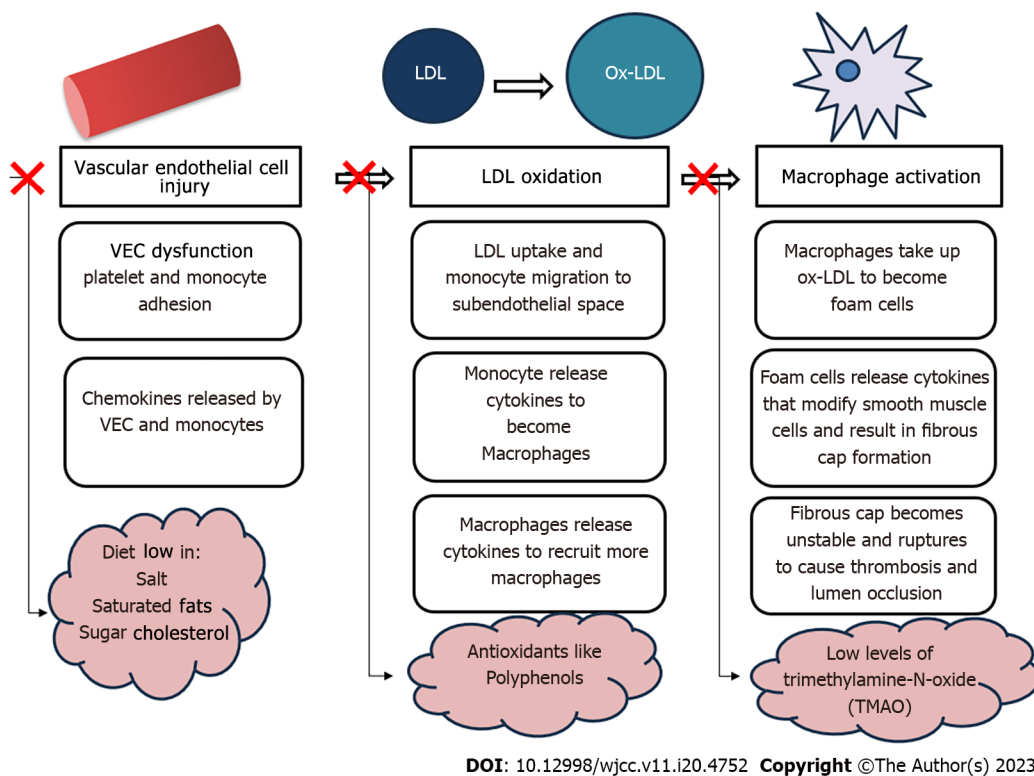 LDL
Ox-LDL
Vascular endothelial cell
injury
LDL oxidation
Macrophage activation
VEC dysfunction
platelet and monocyte
adhesion
Chemokines released by
VEC and monocytes
Diet low in:
Salt
Saturated fats
Sugar cholesterol
LDL uptake and
monocyte migration to
subendothelial space
Monocyte release
cytokines to
become
Macrophages
Macrophages release
cytokines to recruit more
macrophages
Antioxidants like
Polyphenols
Macrophages take up
ox-LDL to become
foam cells
Foam cells release cytokines
that modify smooth muscle
cells and result in fibrous
cap formation
Fibrous cap becomes
unstable and ruptures
to cause thrombosis and
lumen occlusion
Low levels of
trimethylamine-N-oxide
(TMAO)
DOI: 10.12998/wjcc.v11.i20.4752 Copyright ©The Author(s) 2023